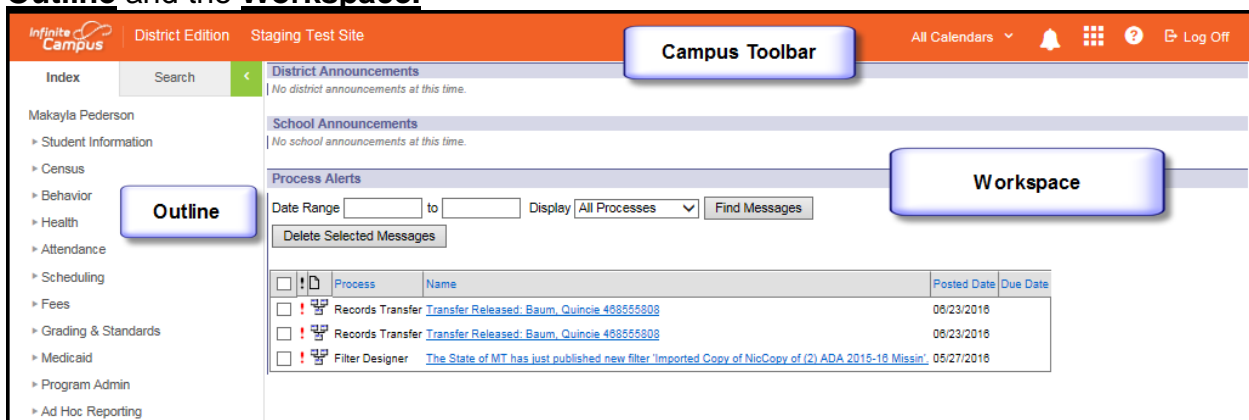 Outline and the Workspace.
Infinite Campus District Edition Staging Test Site Campus Toolbar All Calendars ? Log Off
Index Search <
District Announcements
No district announcements at this time.
Makayla Pederson
School Announcements
No school announcements at this time.
Student Information
Census
Behavior
Health
Attendance
Scheduling
Fees
Grading & Standards
Medicaid
Program Admin
Ad Hoc Reporting
Outline
Workspace
Process Alerts
Date Range to Display All Processes Find Messages
Delete Selected Messages
! Process Name Posted Date Due Date
! Records Transfer Transfer Released: Baum, Quincie 468555808 06/23/2016
! Records Transfer Transfer Released: Baum, Quincie 468555808 06/23/2016
! Filter Designer The State of MT has just published new filter 'Imported Copy of NicCopy of (2) ADA 2015-16 Missin'. 05/27/2016